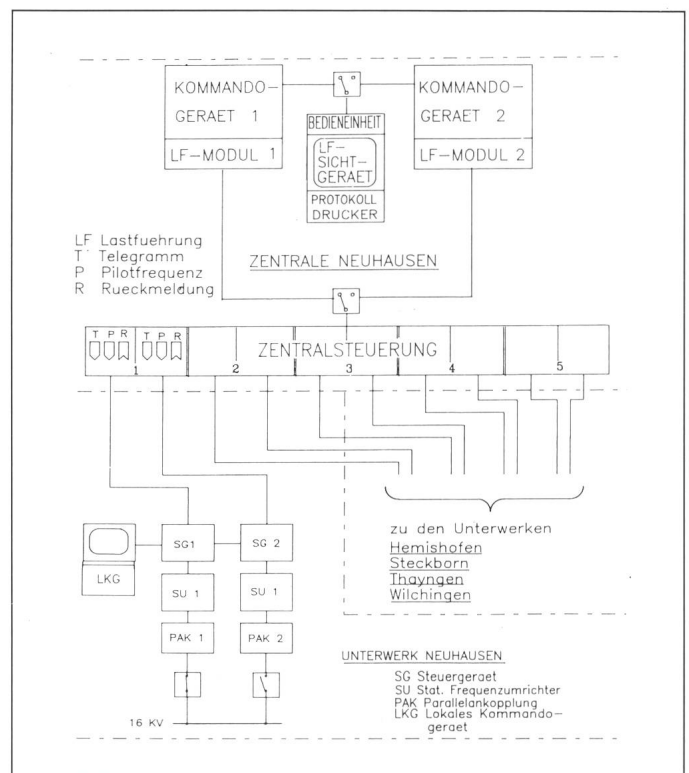 KOMMANDO-
GERAET 1
LF-MODUL 1
KOMMANDO-
GERAET 2
LF-MODUL 2
BEDIENEINHEIT
LF-
SICHT-
GERAET
PROTOKOLL
DRUCKER
LF Lastfuehrung
T Telegramm
P Pilotfrequenz
R Rueckmeldung
ZENTRALE NEUHAUSEN
T P R T P R
ZENTRALSTEUERUNG
1 2 3 4 5
zu den Unterwerken
Hemishofen
Steckborn
Thayngen
Wilchingen
LKG
SG1
SG 2
SU 1
SU 1
PAK 1
PAK 2
16 KV
UNTERWERK NEUHAUSEN
SG Steuergeraet
SU Stat. Frequenzumrichter
PAK Parallelankopplung
LKG Lokales Kommando-
geraet